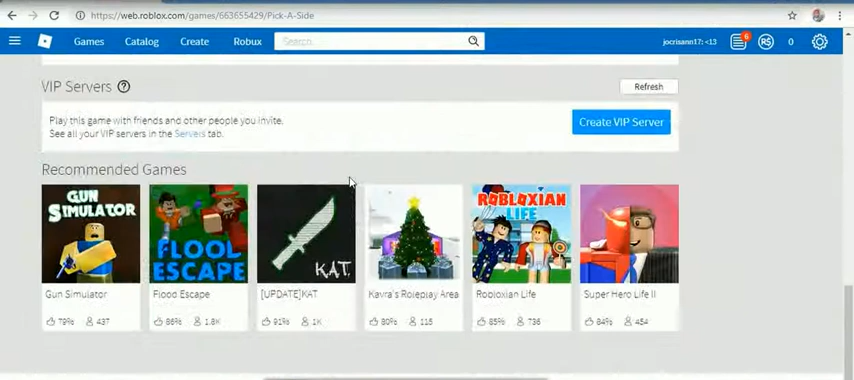 https://web.roblox.com/games/663655429/Pick-A-Side
Games Catalog Create Robux Search... jocrisann17: <13 6 R$ 0
VIP Servers ? Refresh
Play this game with friends and other people you invite.
See all your VIP servers in the Servers tab.
Create VIP Server
Recommended Games
GUN SIMULATOR
FLOOD ESCAPE
KAT.
ROBLOXIAN LIFE
Gun Simulator Flood Escape [UPDATE]KAT Kavra's Roleplay Area Robloxian Life Super Hero Life II
79% 437 86% 1.8K 91% 1K 80% 115 85% 736 84% 454